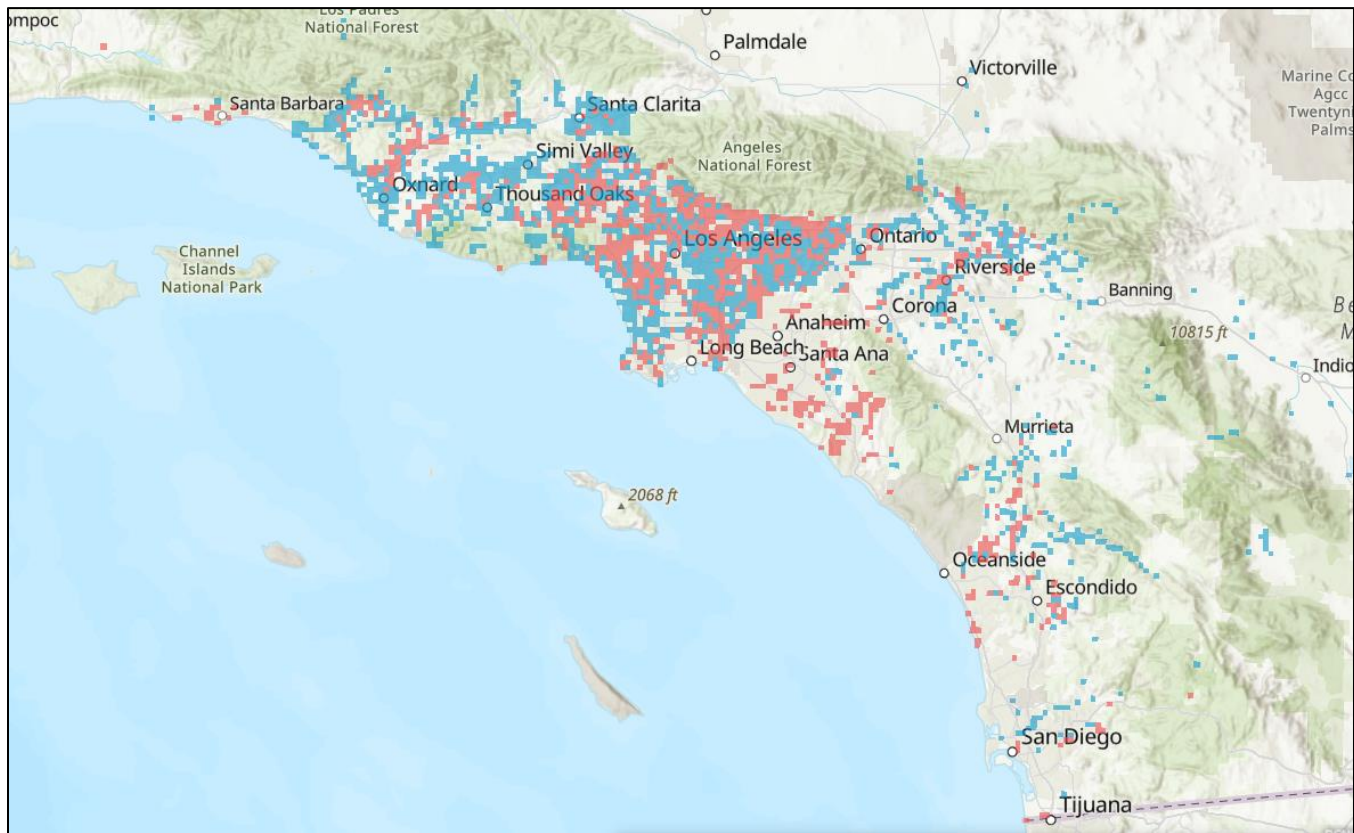 ompoc
Los Padres
National Forest
Palmdale
Victorville
Marine Co
Agcc
Twentyn
Palms
Santa Barbara
Santa Clarita
Angeles
National Forest
Simi Valley
Oxnard
Thousand Oaks
Los Angeles
Ontario
Channel
Islands
National Park
Riverside
Banning
Corona
Anaheim
10815 ft
Long Beach
Santa Ana
Indio
Murrieta
2068 ft
Oceanside
Escondido
San Diego
Tijuana